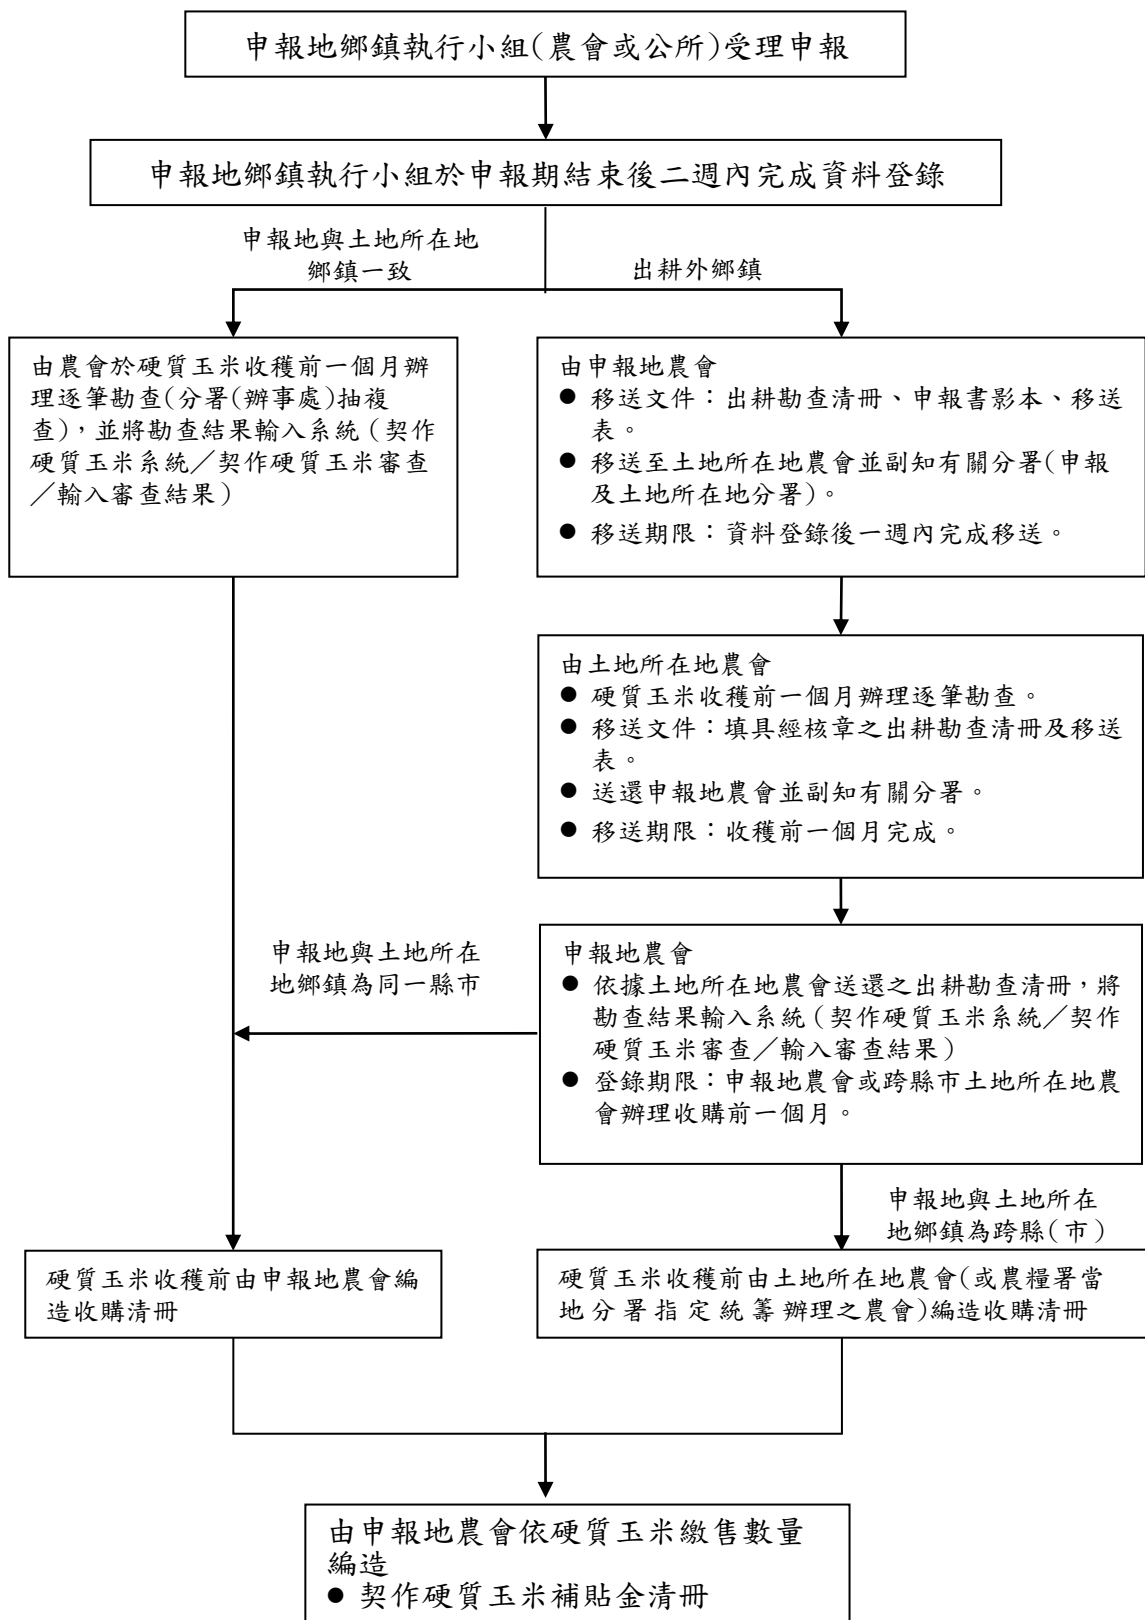 申報地鄉鎮執行小組(農會或公所)受理申報
申報地鄉鎮執行小組於申報期結束後二週內完成資料登錄
申報地與土地所在地
鄉鎮一致
出耕外鄉鎮
由農會於硬質玉米收穫前一個月辦
理逐筆勘查(分署(辦事處)抽複
查)，並將勘查結果輸入系統（契作
硬質玉米系統／契作硬質玉米審查
／輸入審查結果）
由申報地農會
● 移送文件：出耕勘查清冊、申報書影本、移送
表。
● 移送至土地所在地農會並副知有關分署(申報
及土地所在地分署)。
● 移送期限：資料登錄後一週內完成移送。
由土地所在地農會
● 硬質玉米收穫前一個月辦理逐筆勘查。
● 移送文件：填具經核章之出耕勘查清冊及移送
表。
● 送還申報地農會並副知有關分署。
● 移送期限：收穫前一個月完成。
申報地與土地所在
地鄉鎮為同一縣市
申報地農會
● 依據土地所在地農會送還之出耕勘查清冊，將
勘查結果輸入系統（契作硬質玉米系統／契作
硬質玉米審查／輸入審查結果）
● 登錄期限：申報地農會或跨縣市土地所在地農
會辦理收購前一個月。
申報地與土地所在
地鄉鎮為跨縣（市）
硬質玉米收穫前由申報地農會編
造收購清冊
硬質玉米收穫前由土地所在地農會(或農糧署當
地分署指定統籌辦理之農會)編造收購清冊
由申報地農會依硬質玉米繳售數量
編造
● 契作硬質玉米補貼金清冊